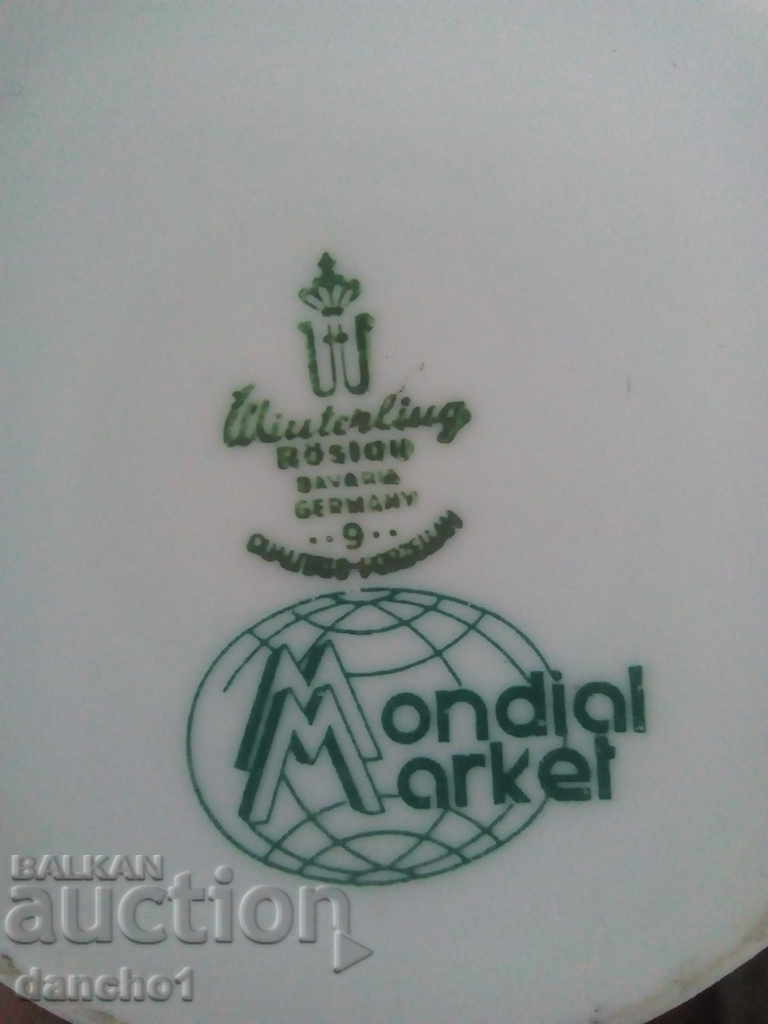 Winterling
RÖSLAU
BAVARIA
GERMANY
··9··
QUALITÄTS-PORZELLAN
Mondial
Market
BALKAN
auction
dancho1